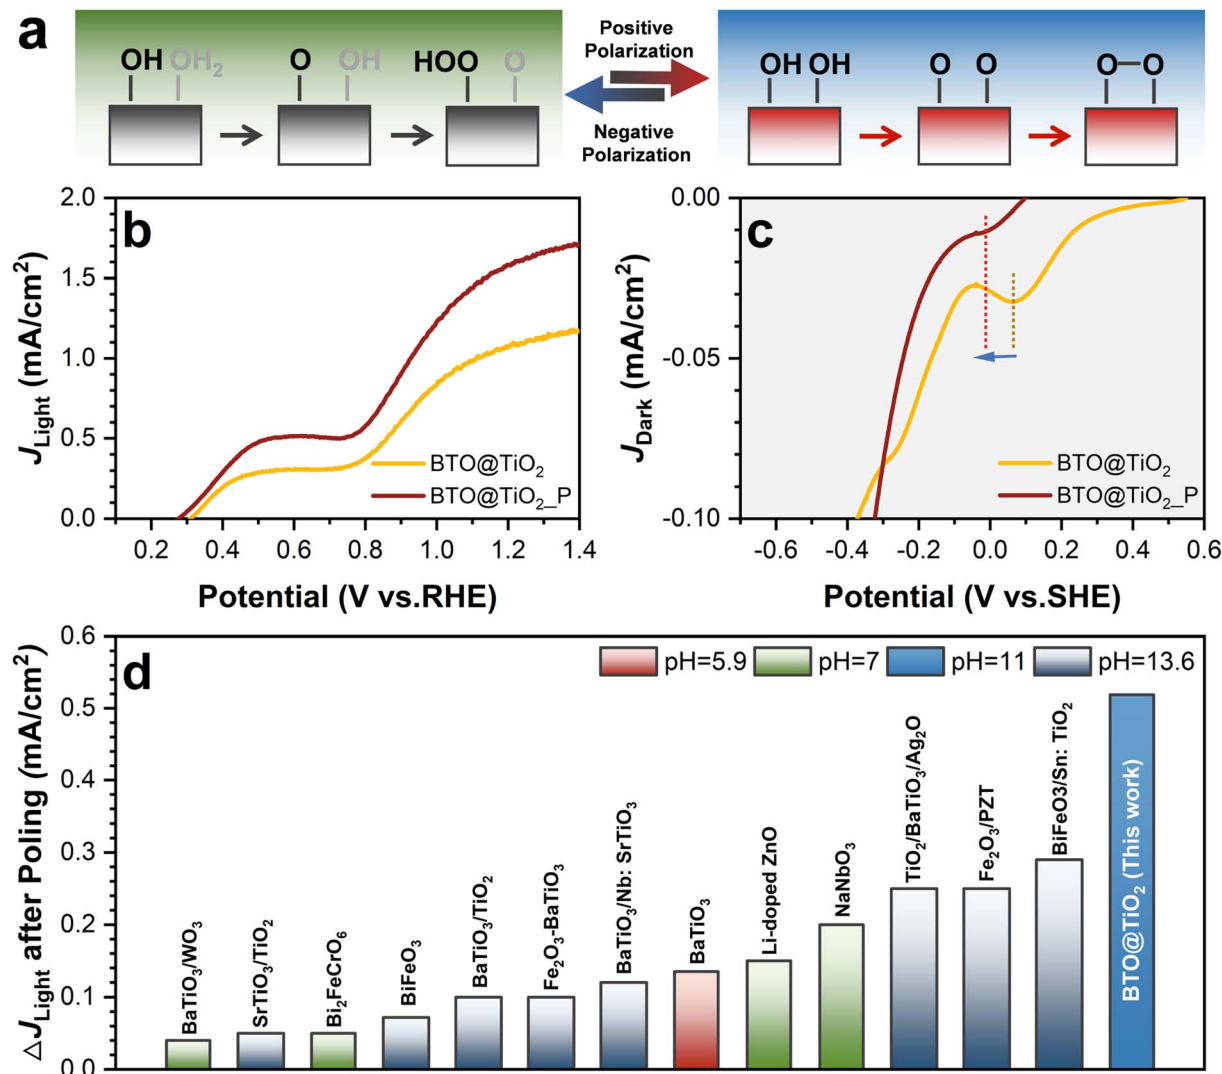 a
OH OH₂
O OH
HOO O
Positive
Polarization
Negative
Polarization
OH OH
O O
O O
b
J_Light (mA/cm²)
2.0
1.5
1.0
0.5
0.0
BTO@TiO₂
BTO@TiO₂_P
0.2 0.4 0.6 0.8 1.0 1.2 1.4
Potential (V vs.RHE)
c
J_Dark (mA/cm²)
0.00
-0.05
-0.10
BTO@TiO₂
BTO@TiO₂_P
-0.6 -0.4 -0.2 0.0 0.2 0.4 0.6
Potential (V vs.SHE)
d
△J_Light after Poling (mA/cm²)
0.6
0.5
0.4
0.3
0.2
0.1
0.0
pH=5.9 pH=7 pH=11 pH=13.6
BaTiO₃/WO₃
SrTiO₃/TiO₂
Bi₂FeCrO₆
BiFeO₃
BaTiO₃/TiO₂
Fe₂O₃-BaTiO₃
BaTiO₃/Nb: SrTiO₃
BaTiO₃
Li-doped ZnO
NaNbO₃
TiO₂/BaTiO₃/Ag₂O
Fe₂O₃/PZT
BiFeO3/Sn: TiO₂
BTO@TiO₂ (This work)